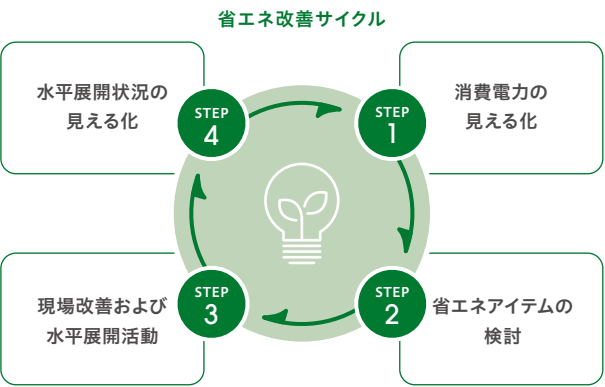 省エネ改善サイクル
STEP
1
消費電力の
見える化
STEP
2
省エネアイテムの
検討
STEP
3
現場改善および
水平展開活動
STEP
4
水平展開状況の
見える化